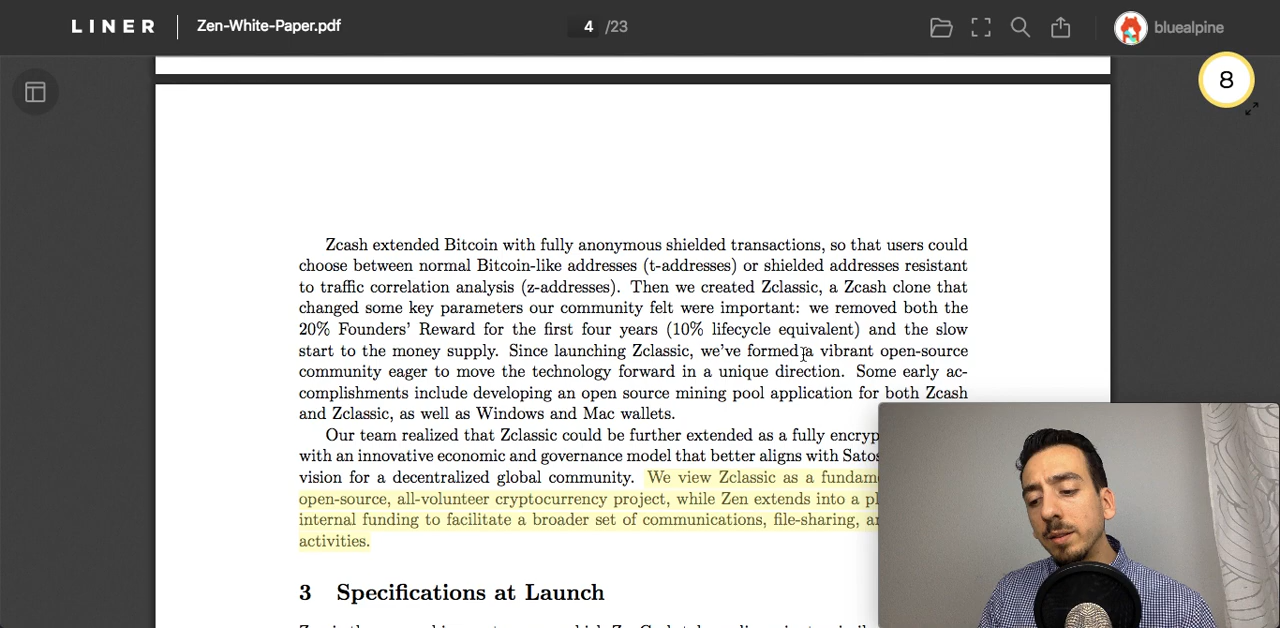 LINER
Zen-White-Paper.pdf
4 /23
bluealpine
8
Zcash extended Bitcoin with fully anonymous shielded transactions, so that users could
choose between normal Bitcoin-like addresses (t-addresses) or shielded addresses resistant
to traffic correlation analysis (z-addresses). Then we created Zclassic, a Zcash clone that
changed some key parameters our community felt were important: we removed both the
20% Founders' Reward for the first four years (10% lifecycle equivalent) and the slow
start to the money supply. Since launching Zclassic, we've formed a vibrant open-source
community eager to move the technology forward in a unique direction. Some early ac-
complishments include developing an open source mining pool application for both Zcash
and Zclassic, as well as Windows and Mac wallets.
Our team realized that Zclassic could be further extended as a fully encryp
with an innovative economic and governance model that better aligns with Satos
vision for a decentralized global community. We view Zclassic as a fundame
open-source, all-volunteer cryptocurrency project, while Zen extends into a pl
internal funding to facilitate a broader set of communications, file-sharing, an
activities.
3 Specifications at Launch